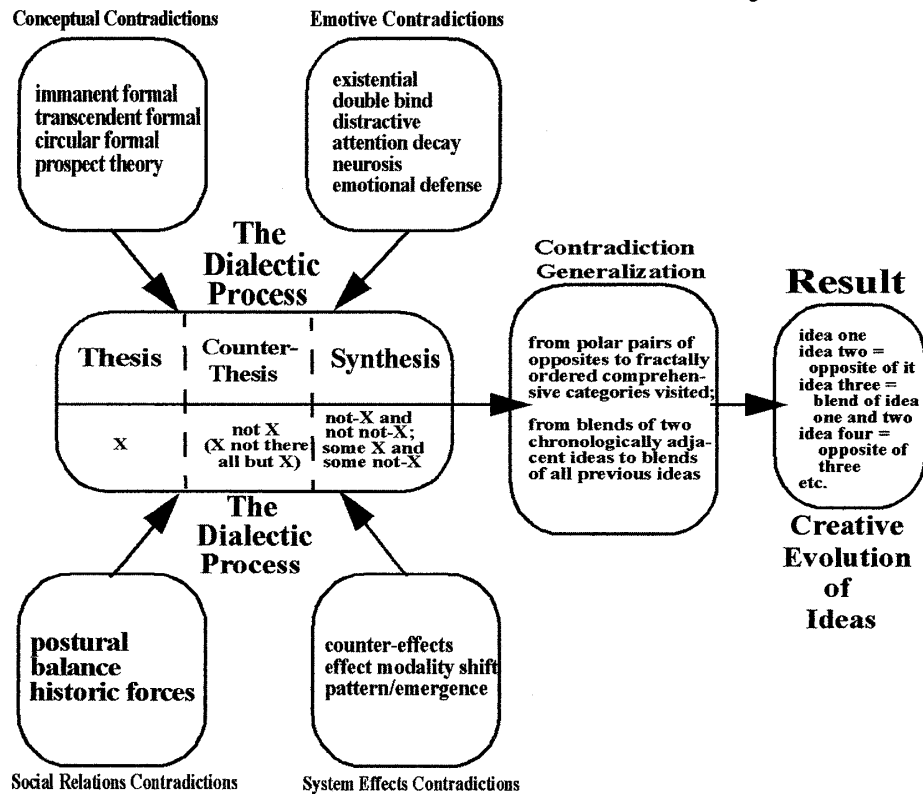 Conceptual Contradictions
immanent formal
transcendent formal
circular formal
prospect theory
Emotive Contradictions
existential
double bind
distractive
attention decay
neurosis
emotional defense
The
Dialectic
Process
Thesis
Counter-
Thesis
Synthesis
X
not X
(X not there
all but X)
not-X and
not not-X;
some X and
some not-X
The
Dialectic
Process
postural
balance
historic forces
Social Relations Contradictions
counter-effects
effect modality shift
pattern/emergence
System Effects Contradictions
Contradiction
Generalization
from polar pairs of
opposites to fractally
ordered comprehen-
sive categories visited;
from blends of two
chronologically adja-
cent ideas to blends
of all previous ideas
Result
idea one
idea two =
opposite of it
idea three =
blend of idea
one and two
idea four =
opposite of
three
etc.
Creative
Evolution
of
Ideas